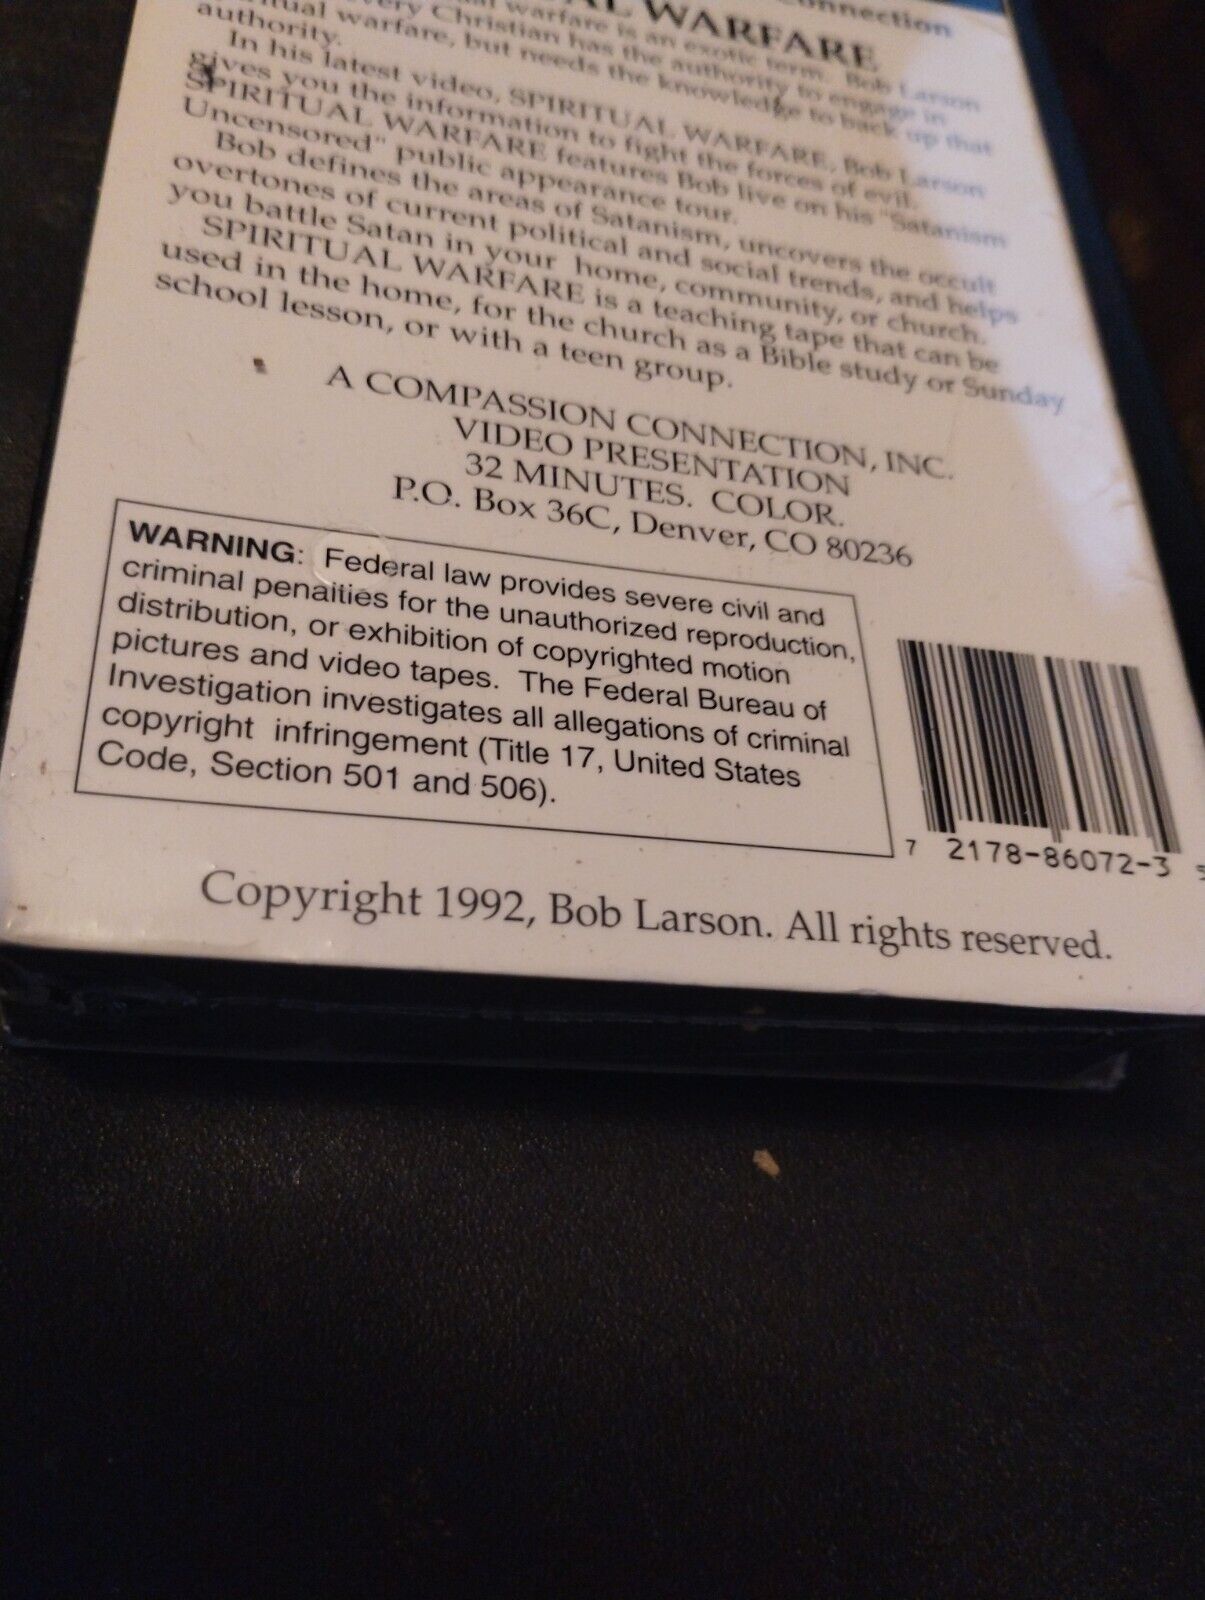 Connection
WARFARE
warfare is an exotic term. Bob Larson
every Christian has the authority to engage in
warfare, but needs the knowledge to back up that
authority.
In his latest video, SPIRITUAL WARFARE, Bob Larson
gives you the information to fight the forces of evil.
SPIRITUAL WARFARE features Bob live on his "Satanism
Uncensored" public appearance tour.
Bob defines the areas of Satanism, uncovers the occult
overtones of current political and social trends, and helps
you battle Satan in your home, community, or church.
SPIRITUAL WARFARE is a teaching tape that can be
used in the home, for the church as a Bible study or Sunday
school lesson, or with a teen group.
A COMPASSION CONNECTION, INC.
VIDEO PRESENTATION
32 MINUTES. COLOR.
P.O. Box 36C, Denver, CO 80236
WARNING: Federal law provides severe civil and
criminal penalties for the unauthorized reproduction,
distribution, or exhibition of copyrighted motion
pictures and video tapes. The Federal Bureau of
Investigation investigates all allegations of criminal
copyright infringement (Title 17, United States
Code, Section 501 and 506).
7 2178-86072-3
Copyright 1992, Bob Larson. All rights reserved.